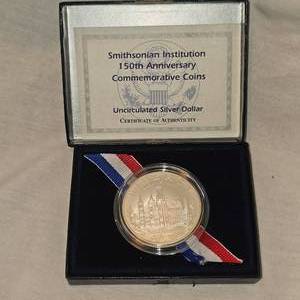 Smithsonian Institution
150th Anniversary
Commemorative Coins
Uncirculated Silver Dollar
Certificate of Authenticity